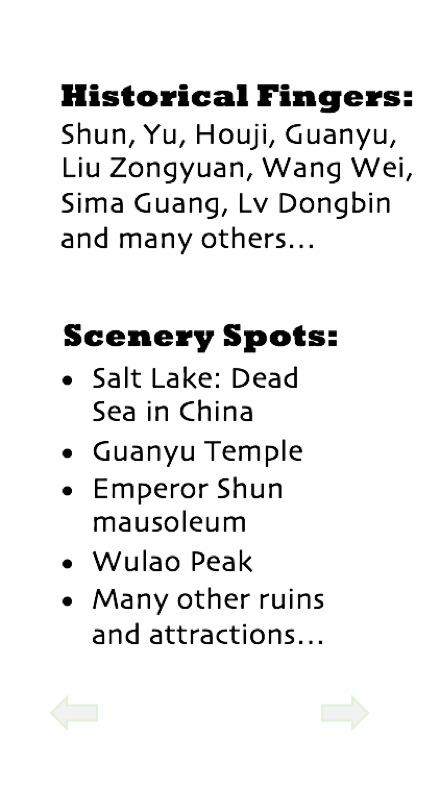 Historical Fingers:
Shun, Yu, Houji, Guanyu,
Liu Zongyuan, Wang Wei,
Sima Guang, Lv Dongbin
and many others...
Scenery Spots:
• Salt Lake: Dead
Sea in China
• Guanyu Temple
• Emperor Shun
mausoleum
• Wulao Peak
• Many other ruins
and attractions...